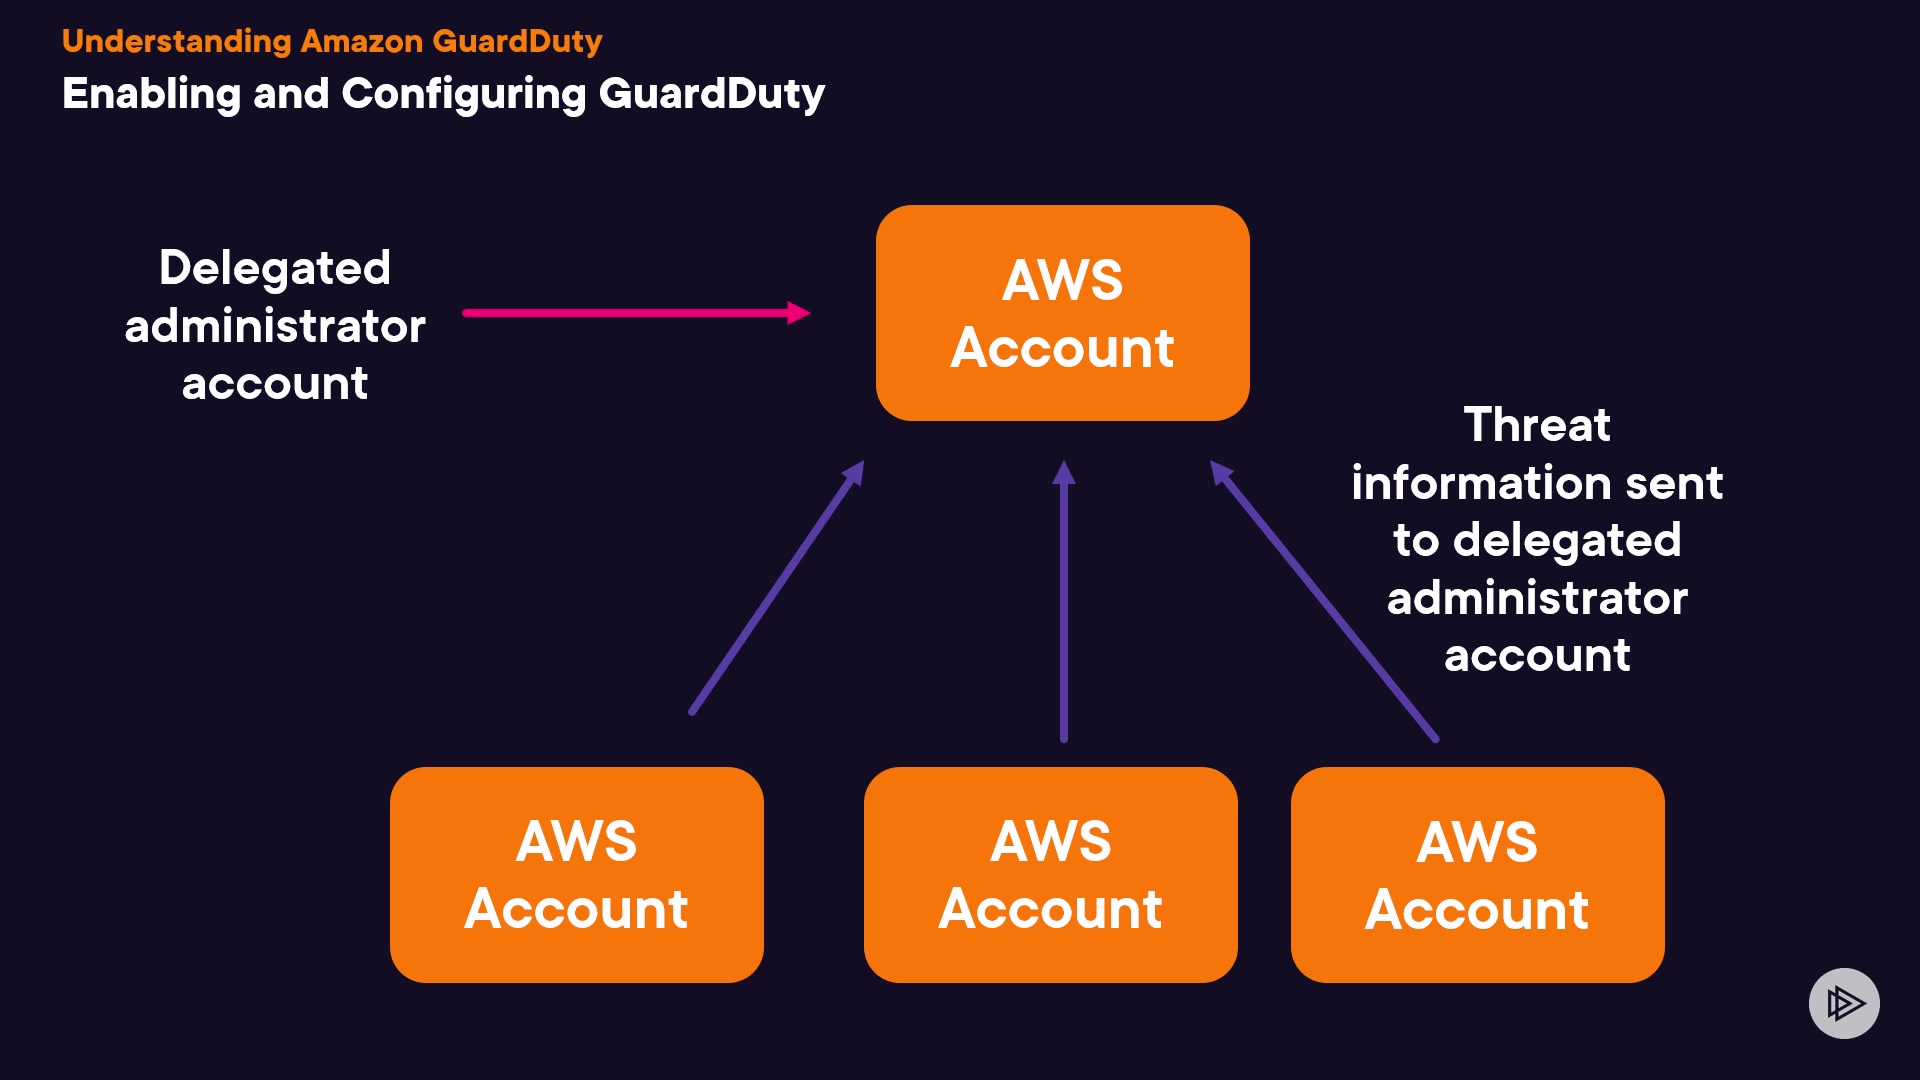 Understanding Amazon GuardDuty
Enabling and Configuring GuardDuty
Delegated
administrator
account
AWS
Account
Threat
information sent
to delegated
administrator
account
AWS
Account
AWS
Account
AWS
Account